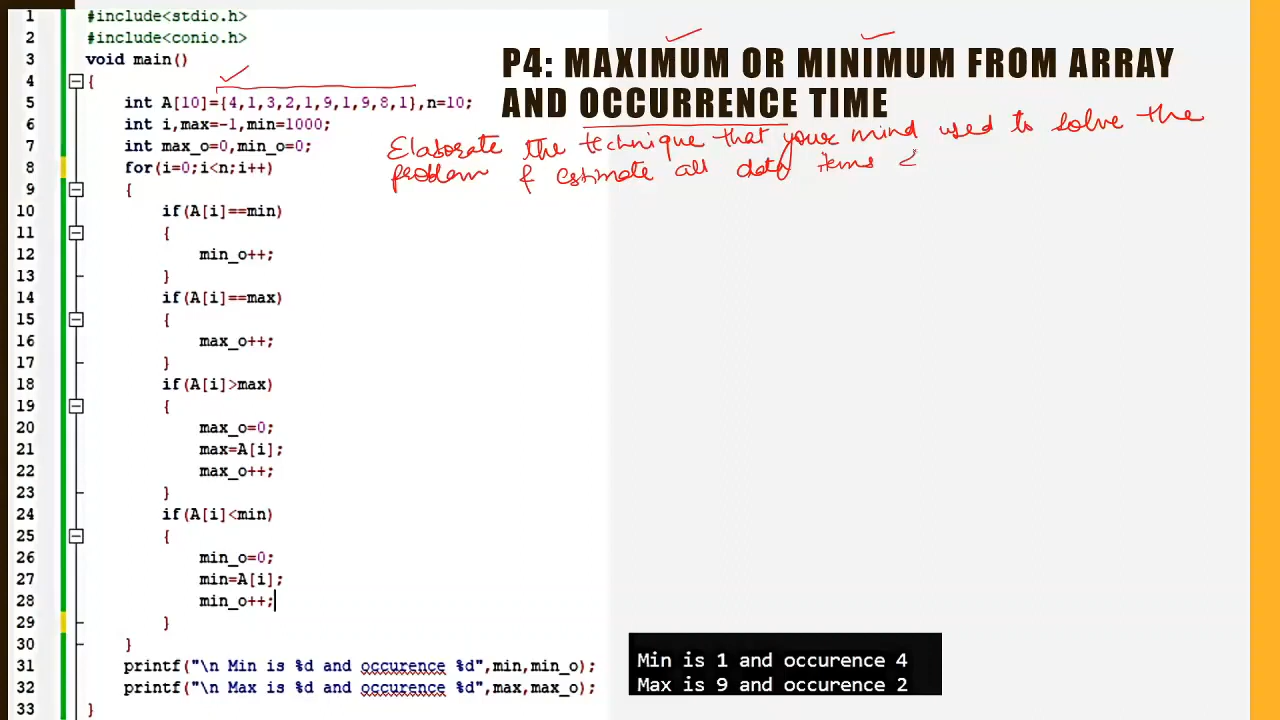 1 #include<stdio.h>
2 #include<conio.h>
3 void main()
4 {
5 int A[10]={4,1,3,2,1,9,1,9,8,1},n=10;
6 int i,max=-1,min=1000;
7 int max_o=0,min_o=0;
8 for(i=0;i<n;i++)
9 {
10 if(A[i]==min)
11 {
12 min_o++;
13 }
14 if(A[i]==max)
15 {
16 max_o++;
17 }
18 if(A[i]>max)
19 {
20 max_o=0;
21 max=A[i];
22 max_o++;
23 }
24 if(A[i]<min)
25 {
26 min_o=0;
27 min=A[i];
28 min_o++;
29 }
30 }
31 printf("\n Min is %d and occurence %d",min,min_o);
32 printf("\n Max is %d and occurence %d",max,max_o);
33 }
P4: MAXIMUM OR MINIMUM FROM ARRAY
AND OCCURRENCE TIME
Elaborate the technique that your mind used to solve the
problem & estimate all data items
Min is 1 and occurence 4
Max is 9 and occurence 2